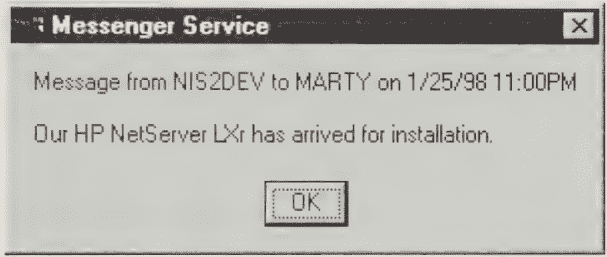 Messenger Service
Message from NIS2DEV to MARTY on 1/25/98 11:00PM
Our HP NetServer LXr has arrived for installation.
OK